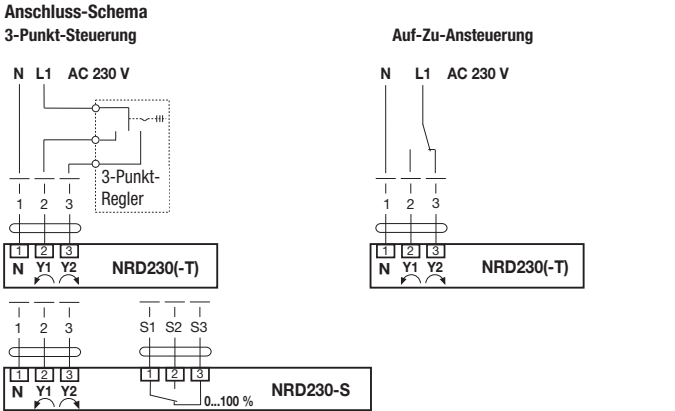 Anschluss-Schema
3-Punkt-Steuerung
Auf-Zu-Ansteuerung
N L1 AC 230 V
N L1 AC 230 V
3-Punkt-
Regler
1 2 3
1 2 3
1 2 3
N Y1 Y2 NRD230(-T)
1 2 3
N Y1 Y2 NRD230(-T)
1 2 3
S1 S2 S3
1 2 3
1 2 3
N Y1 Y2
0...100 %
NRD230-S